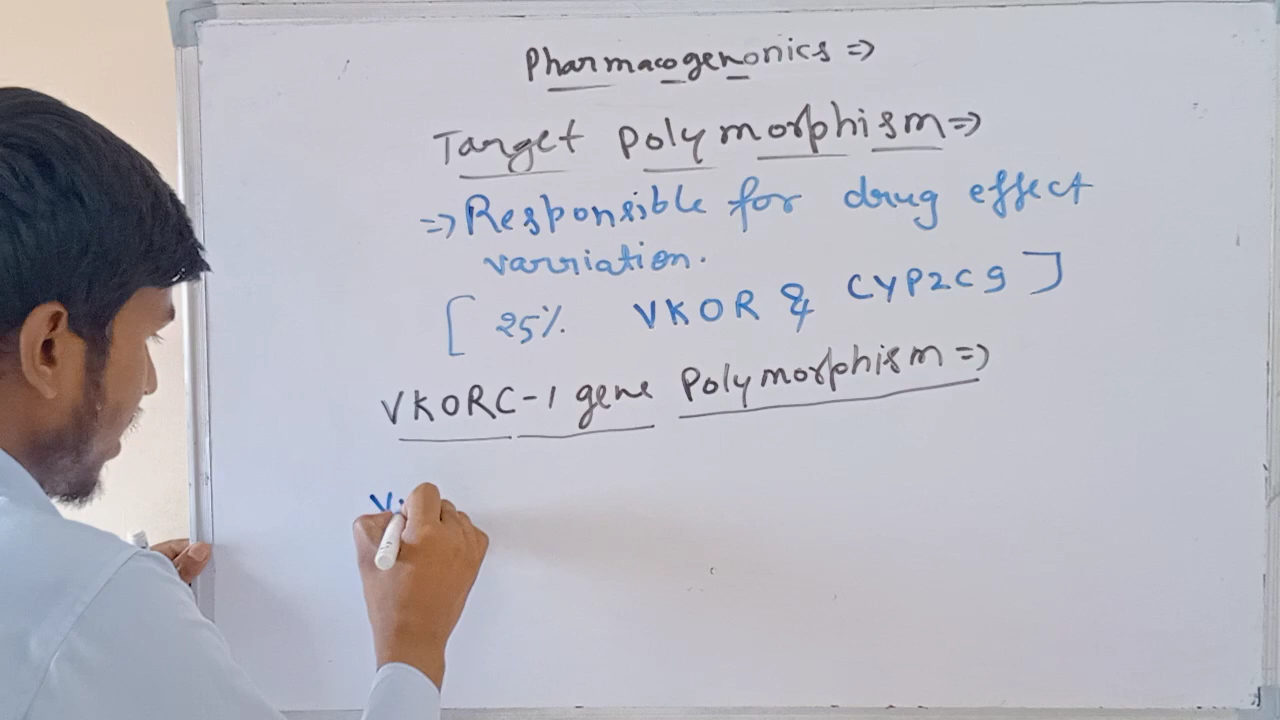 Pharmacogenonics =>
Target polymorphism =>
=> Responsible for drug effect
varriation.
[ 25% VKOR & CYP2C9 ]
VKORC-1 gene Polymorphism =>